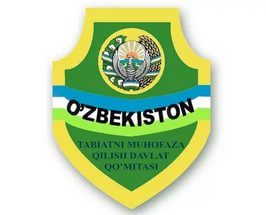 O'ZBEKISTON
TABIATNI MUHOFAZA
QILISH DAVLAT
QO'MITASI